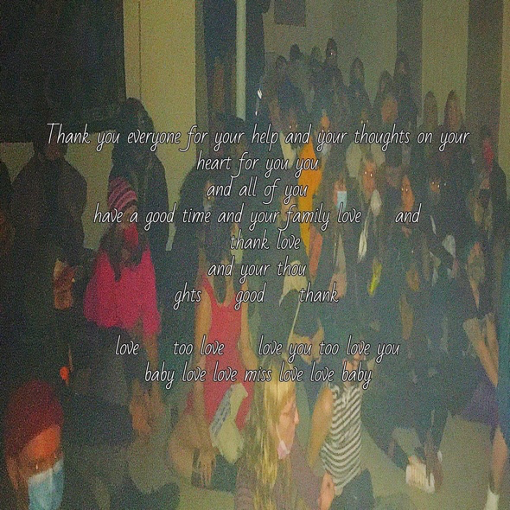 Thank you everyone for your help and your thoughts on your
heart for you you
and all of you
have a good time and your family love and
thank love
and your thou
ghts good thank
love too love love you too love you
baby love love miss love love baby